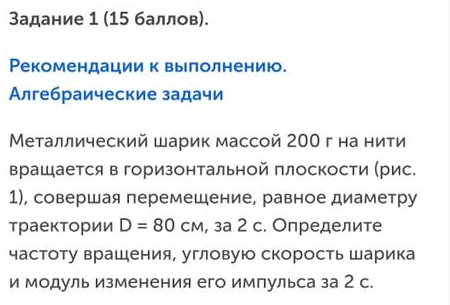 Задание 1 (15 баллов).
Рекомендации к выполнению.
Алгебраические задачи
Металлический шарик массой 200 г на нити
вращается в горизонтальной плоскости (рис.
1), совершая перемещение, равное диаметру
траектории D = 80 см, за 2 с. Определите
частоту вращения, угловую скорость шарика
и модуль изменения его импульса за 2 с.